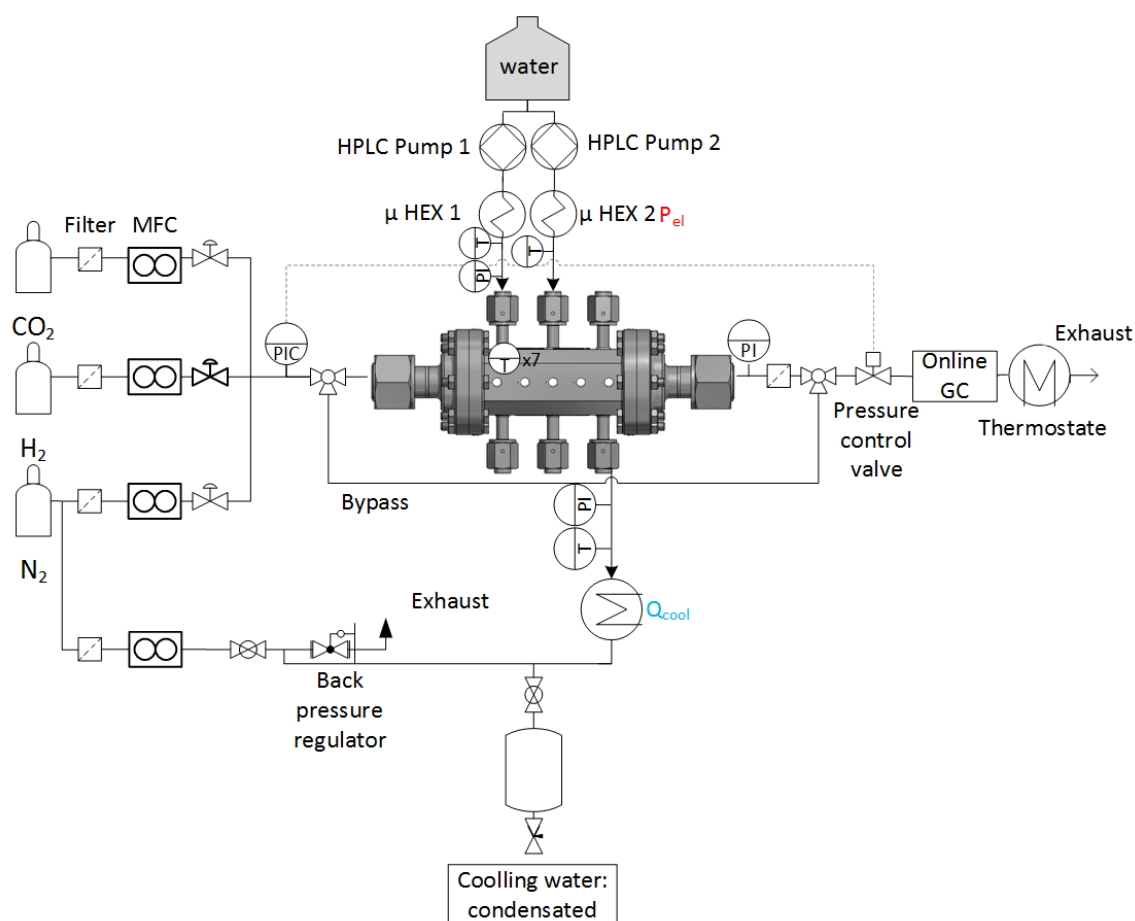 water
HPLC Pump 1
HPLC Pump 2
μ HEX 1
μ HEX 2 Pel
T
T
PI
Filter
MFC
CO2
PIC
T
x7
PI
Exhaust
Online
GC
Thermostate
Pressure
control
valve
H2
Bypass
PI
T
N2
Exhaust
Qcool
Back
pressure
regulator
Coolling water:
condensated